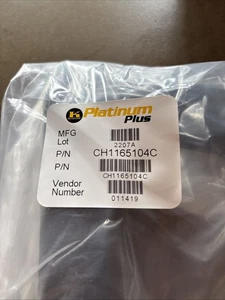 Platinum
Plus
MFG
Lot
2207A
P/N
CH1165104C
P/N
CH1165104C
Vendor
Number
011419